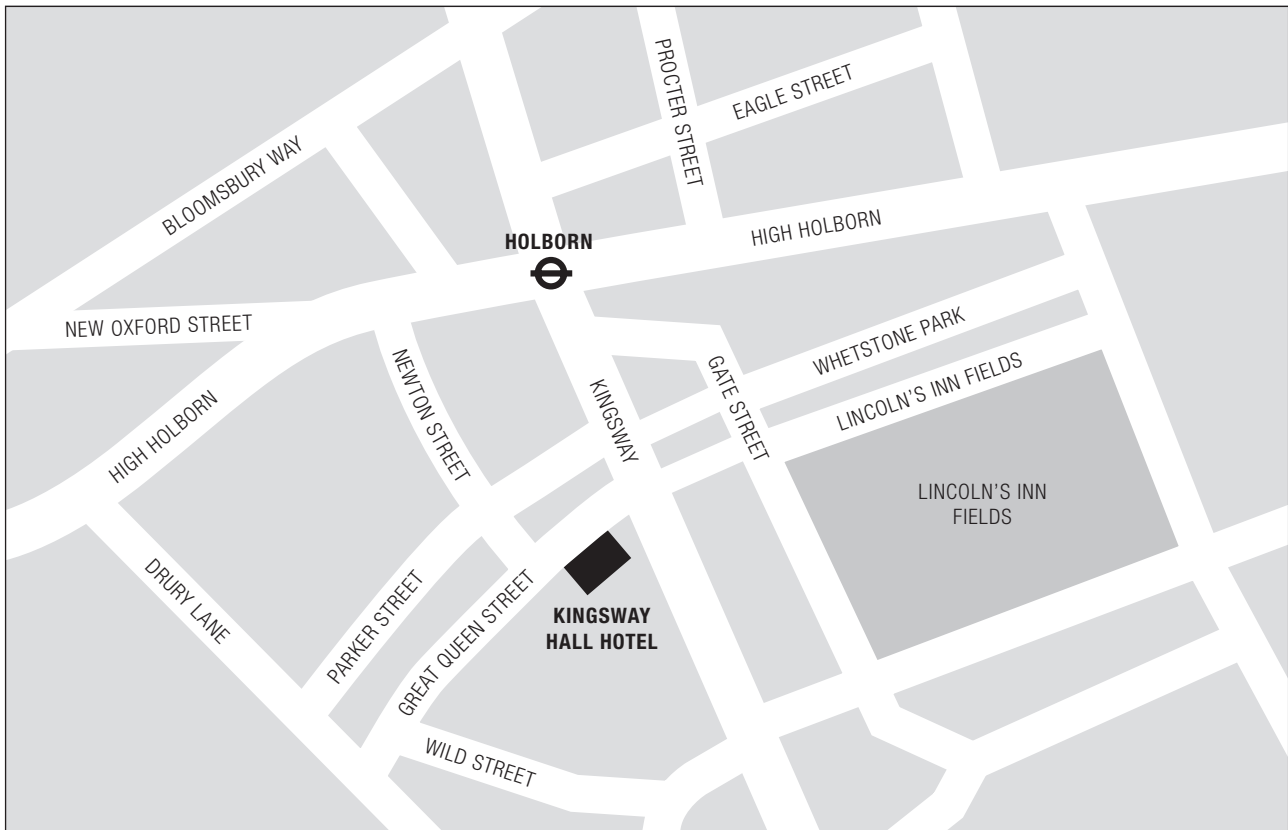 PROCTER STREET
EAGLE STREET
BLOOMSBURY WAY
HOLBORN
HIGH HOLBORN
NEW OXFORD STREET
WHETSTONE PARK
GATE STREET
LINCOLN'S INN FIELDS
NEWTON STREET
KINGSWAY
HIGH HOLBORN
LINCOLN'S INN
FIELDS
DRURY LANE
PARKER STREET
GREAT QUEEN STREET
KINGSWAY
HALL HOTEL
WILD STREET